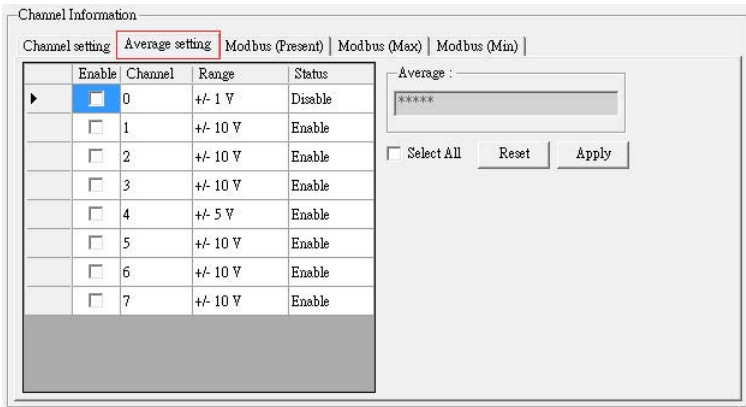 Channel Information
Channel setting Average setting Modbus (Present) Modbus (Max) Modbus (Min)
Enable Channel Range Status
0 +/- 1 V Disable
1 +/- 10 V Enable
2 +/- 10 V Enable
3 +/- 10 V Enable
4 +/- 5 V Enable
5 +/- 10 V Enable
6 +/- 10 V Enable
7 +/- 10 V Enable
Average :
*****
Select All Reset Apply